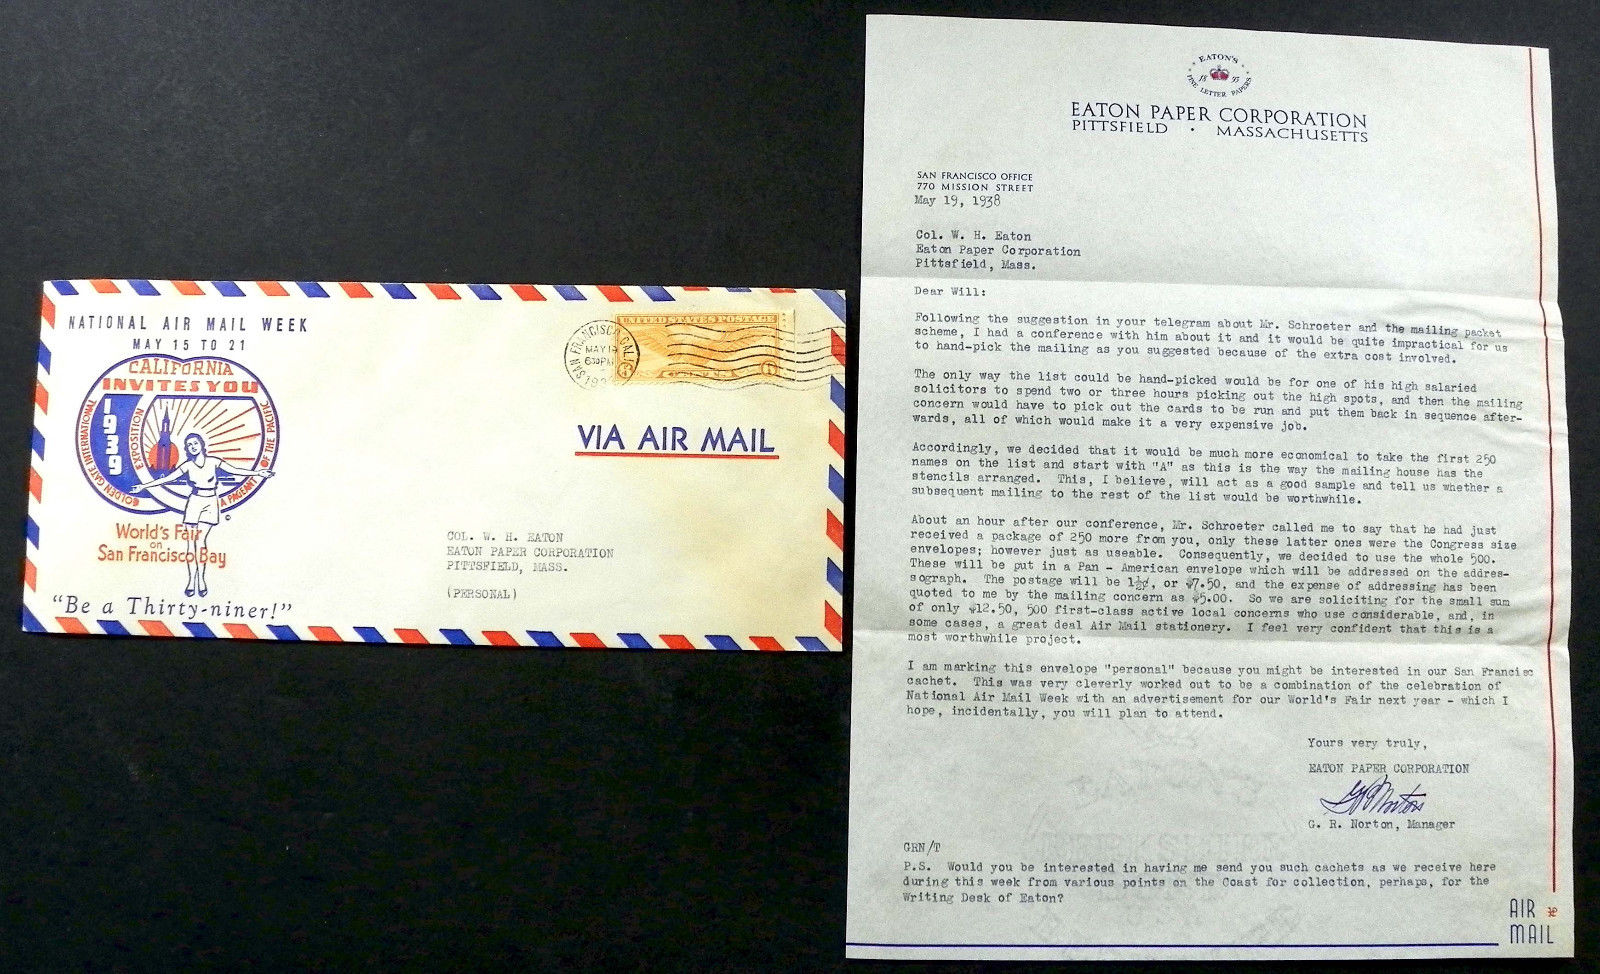 NATIONAL AIR MAIL WEEK
MAY 15 TO 21
CALIFORNIA
INVITES YOU
1939
GOLDEN GATE INTERNATIONAL
EXPOSITION
A PAGEANT OF THE PACIFIC
©
World's Fair
on
San Francisco Bay
"Be a Thirty-niner!"
SAN FRANCISCO, CAL.
MAY 19
630PM
UNITED STATES POSTAGE
6 CENTS 6
VIA AIR MAIL
COL. W. H. EATON
EATON PAPER CORPORATION
PITTSFIELD, MASS.
(PERSONAL)
EATON'S
18 93
FINE LETTER PAPERS
EATON PAPER CORPORATION
PITTSFIELD · MASSACHUSETTS
SAN FRANCISCO OFFICE
770 MISSION STREET
May 19, 1938
Col. W. H. Eaton
Eaton Paper Corporation
Pittsfield, Mass.
Dear Will:
Following the suggestion in your telegram about Mr. Schroeter and the mailing packet
scheme, I had a conference with him about it and it would be quite impractical for us
to hand-pick the mailing as you suggested because of the extra cost involved.
The only way the list could be hand-picked would be for one of his high salaried
solicitors to spend two or three hours picking out the high spots, and then the mailing
concern would have to pick out the cards to be run and put them back in sequence after-
wards, all of which would make it a very expensive job.
Accordingly, we decided that it would be much more economical to take the first 250
names on the list and start with "A" as this is the way the mailing house has the
stencils arranged. This, I believe, will act as a good sample and tell us whether a
subsequent mailing to the rest of the list would be worthwhile.
About an hour after our conference, Mr. Schroeter called me to say that he had just
received a package of 250 more from you, only these latter ones were the Congress size
envelopes; however just as useable. Consequently, we decided to use the whole 500.
These will be put in a Pan - American envelope which will be addressed on the addres-
sograph. The postage will be 1½¢, or $7.50, and the expense of addressing has been
quoted to me by the mailing concern as $5.00. So we are soliciting for the small sum
of only $12.50, 500 first-class active local concerns who use considerable, and, in
some cases, a great deal Air Mail stationery. I feel very confident that this is a
most worthwhile project.
I am marking this envelope "personal" because you might be interested in our San Francisc
cachet. This was very cleverly worked out to be a combination of the celebration of
National Air Mail Week with an advertisement for our World's Fair next year - which I
hope, incidentally, you will plan to attend.
Yours very truly,
EATON PAPER CORPORATION
G R Norton
G. R. Norton, Manager
GRN/T
P.S. Would you be interested in having me send you such cachets as we receive here
during this week from various points on the Coast for collection, perhaps, for the
Writing Desk of Eaton?
AIR
MAIL